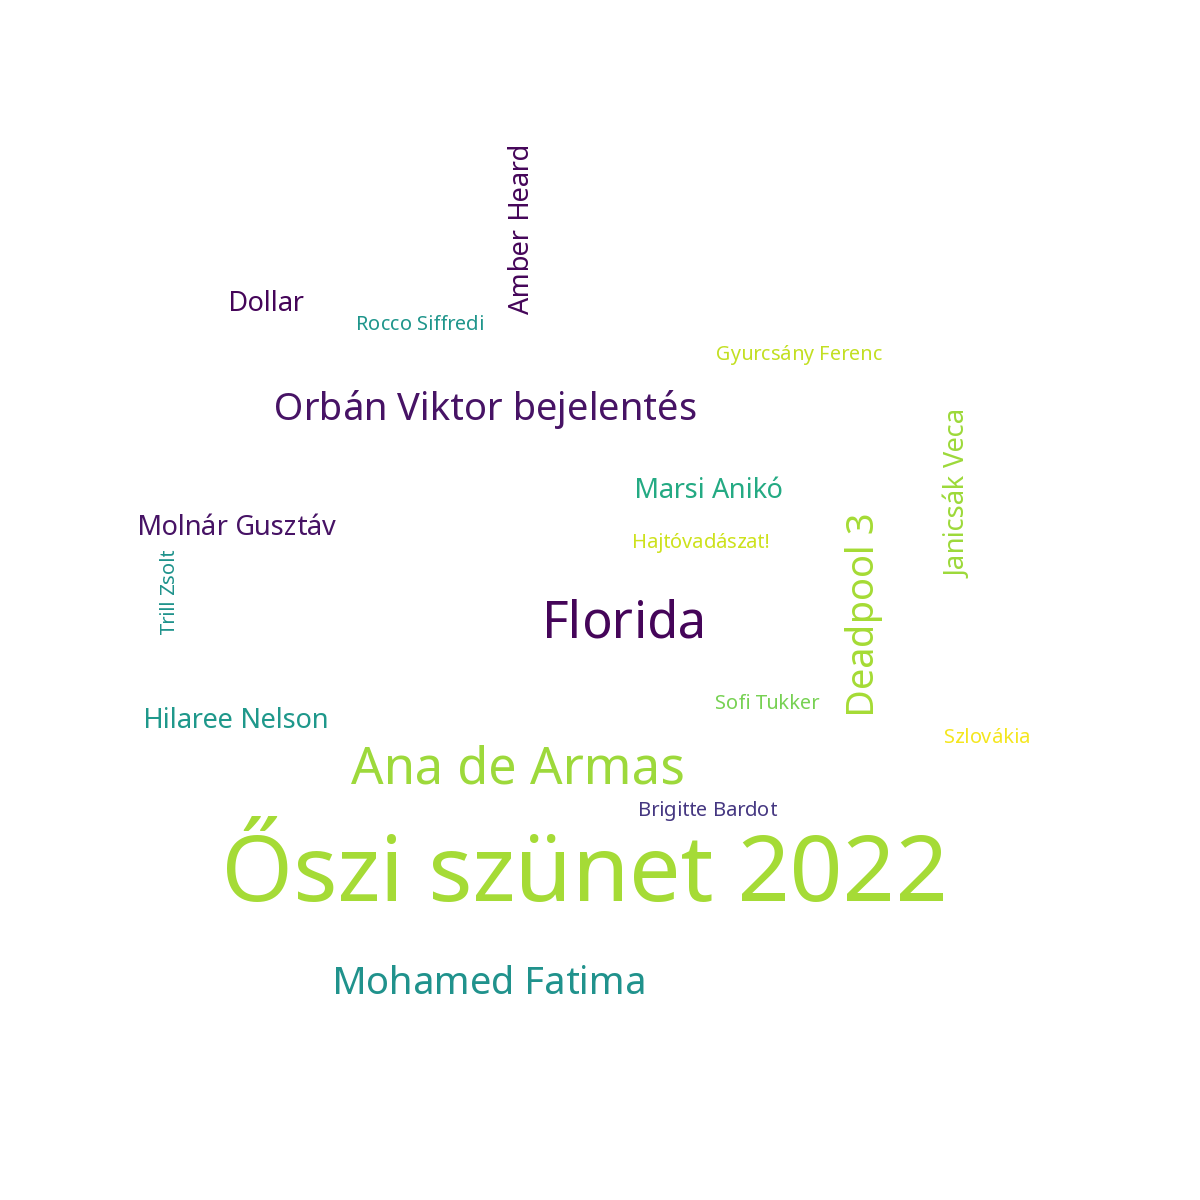 Amber Heard
Dollar
Rocco Siffredi
Gyurcsány Ferenc
Orbán Viktor bejelentés
Janicsák Veca
Marsi Anikó
Molnár Gusztáv
Hajtóvadászat!
Deadpool 3
Trill Zsolt
Florida
Sofi Tukker
Hilaree Nelson
Szlovákia
Ana de Armas
Brigitte Bardot
Őszi szünet 2022
Mohamed Fatima